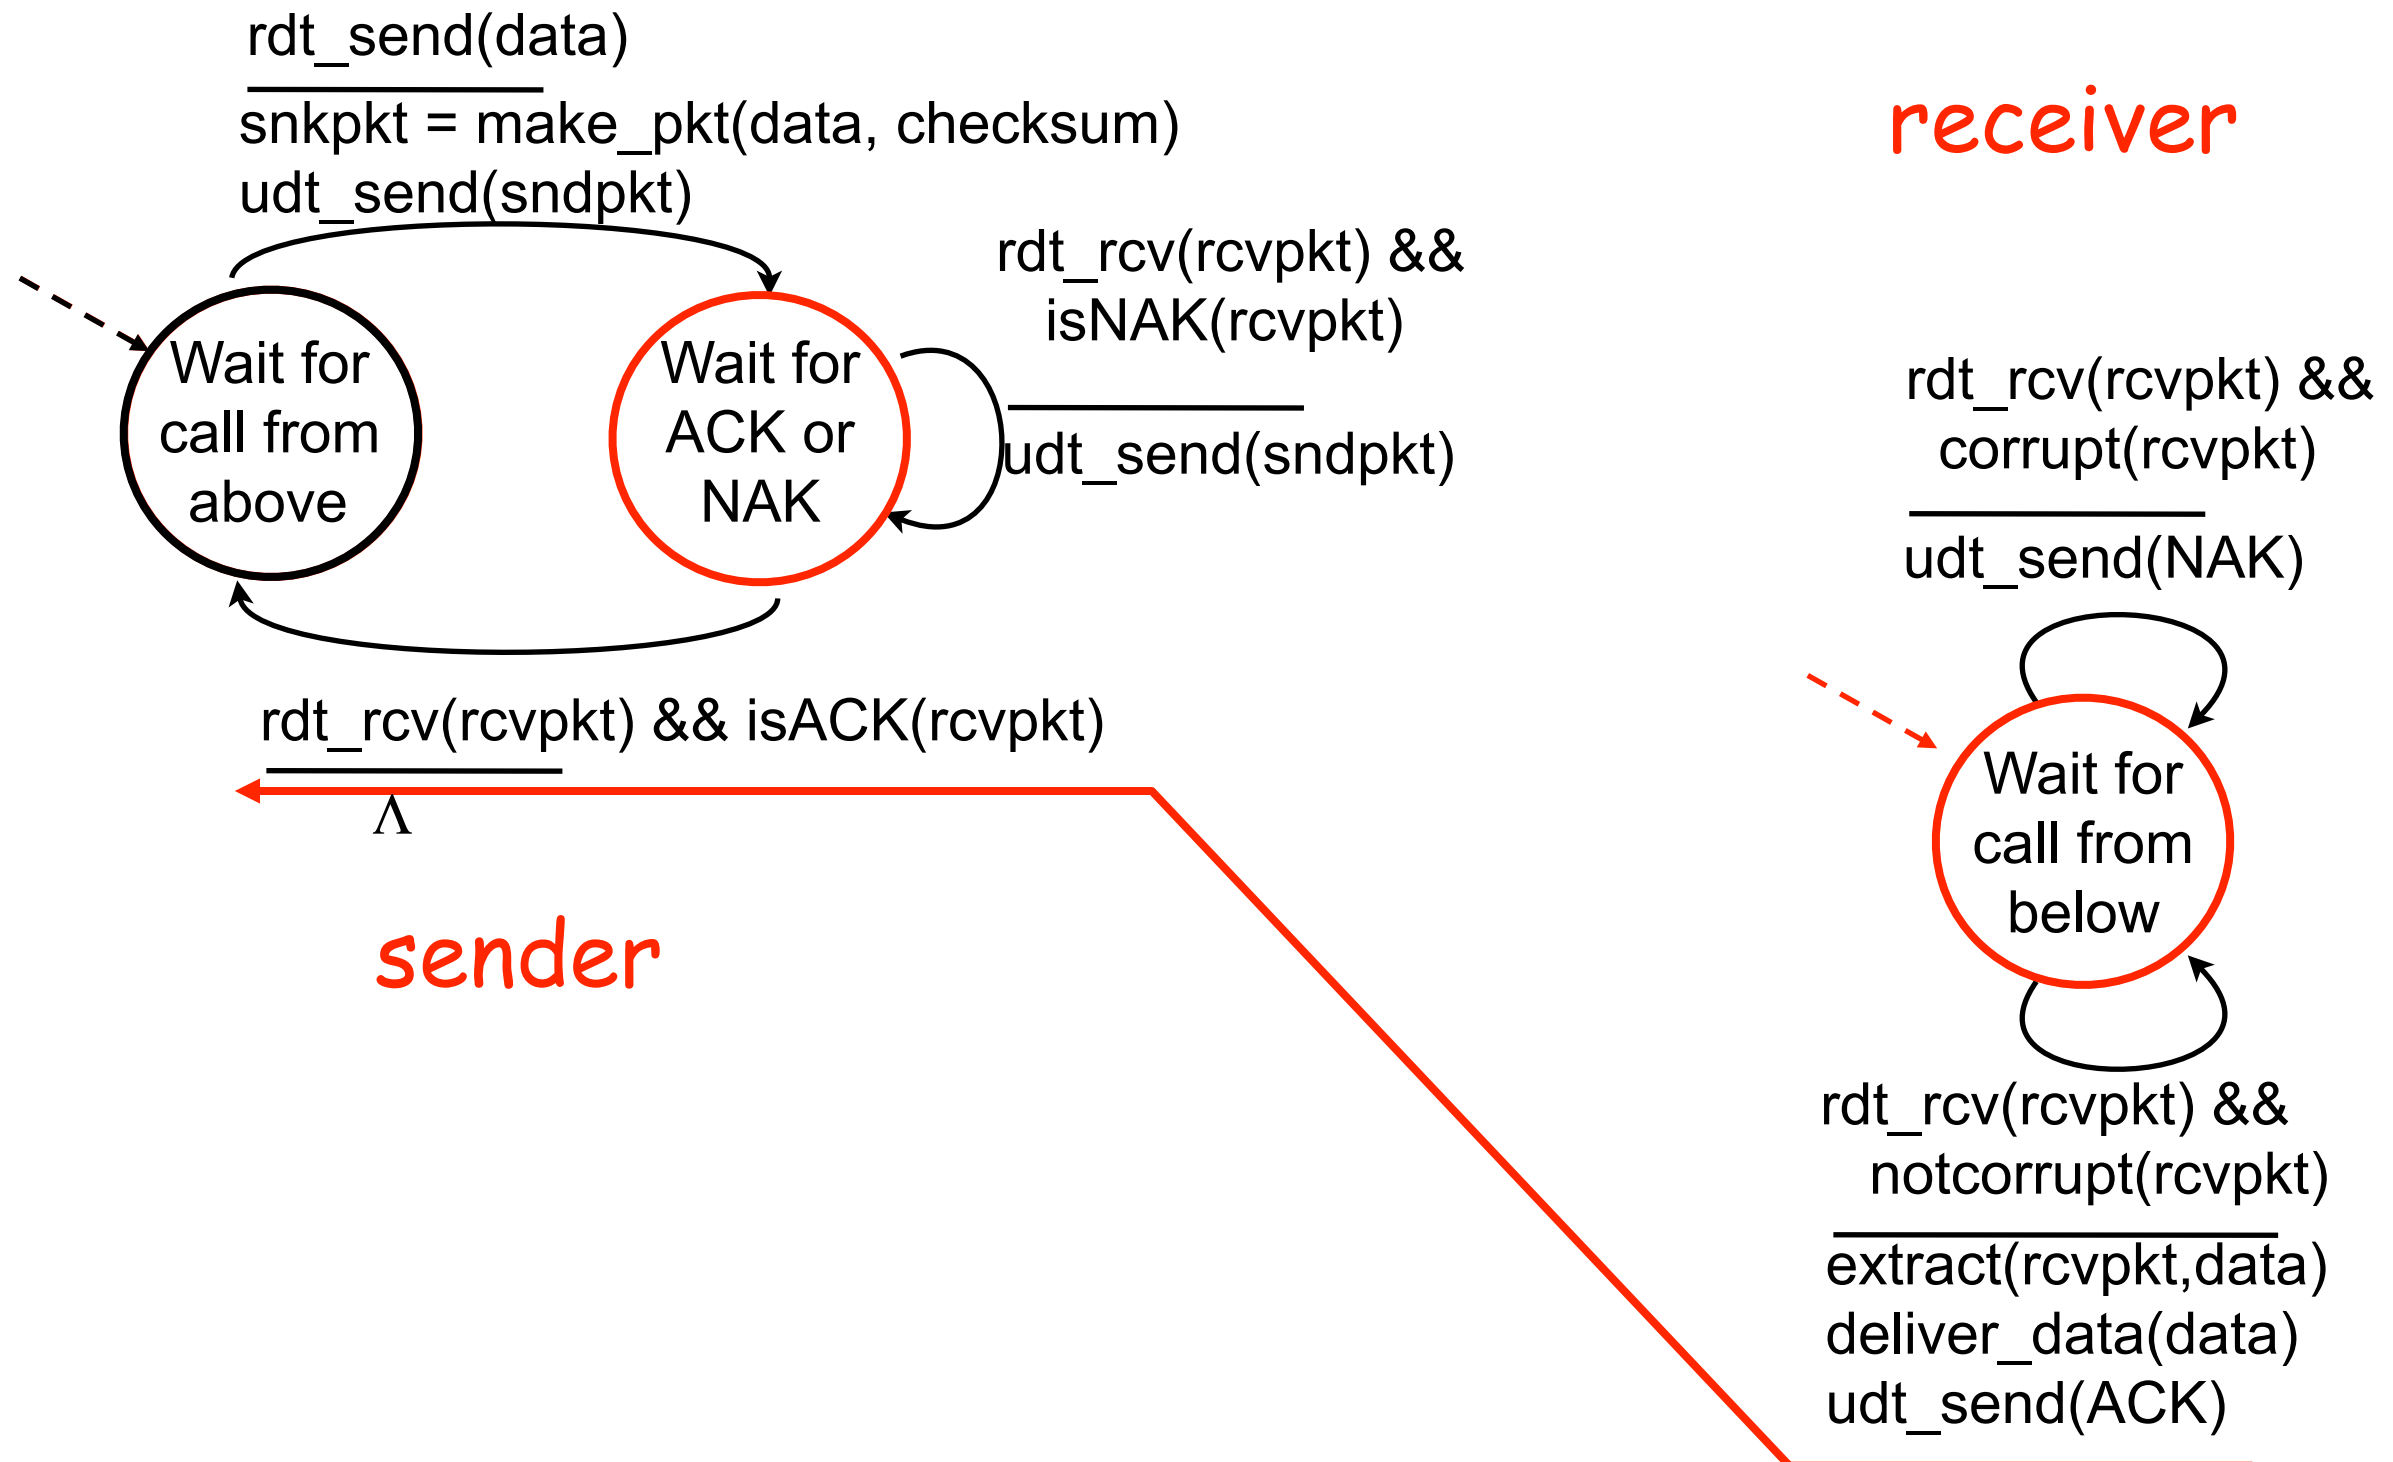 rdt_send(data)
snkpkt = make_pkt(data, checksum)
udt_send(sndpkt)
receiver
rdt_rcv(rcvpkt) &&
isNAK(rcvpkt)
udt_send(sndpkt)
Wait for
call from
above
Wait for
ACK or
NAK
rdt_rcv(rcvpkt) &&
corrupt(rcvpkt)
udt_send(NAK)
rdt_rcv(rcvpkt) && isACK(rcvpkt)
Λ
sender
Wait for
call from
below
rdt_rcv(rcvpkt) &&
notcorrupt(rcvpkt)
extract(rcvpkt,data)
deliver_data(data)
udt_send(ACK)